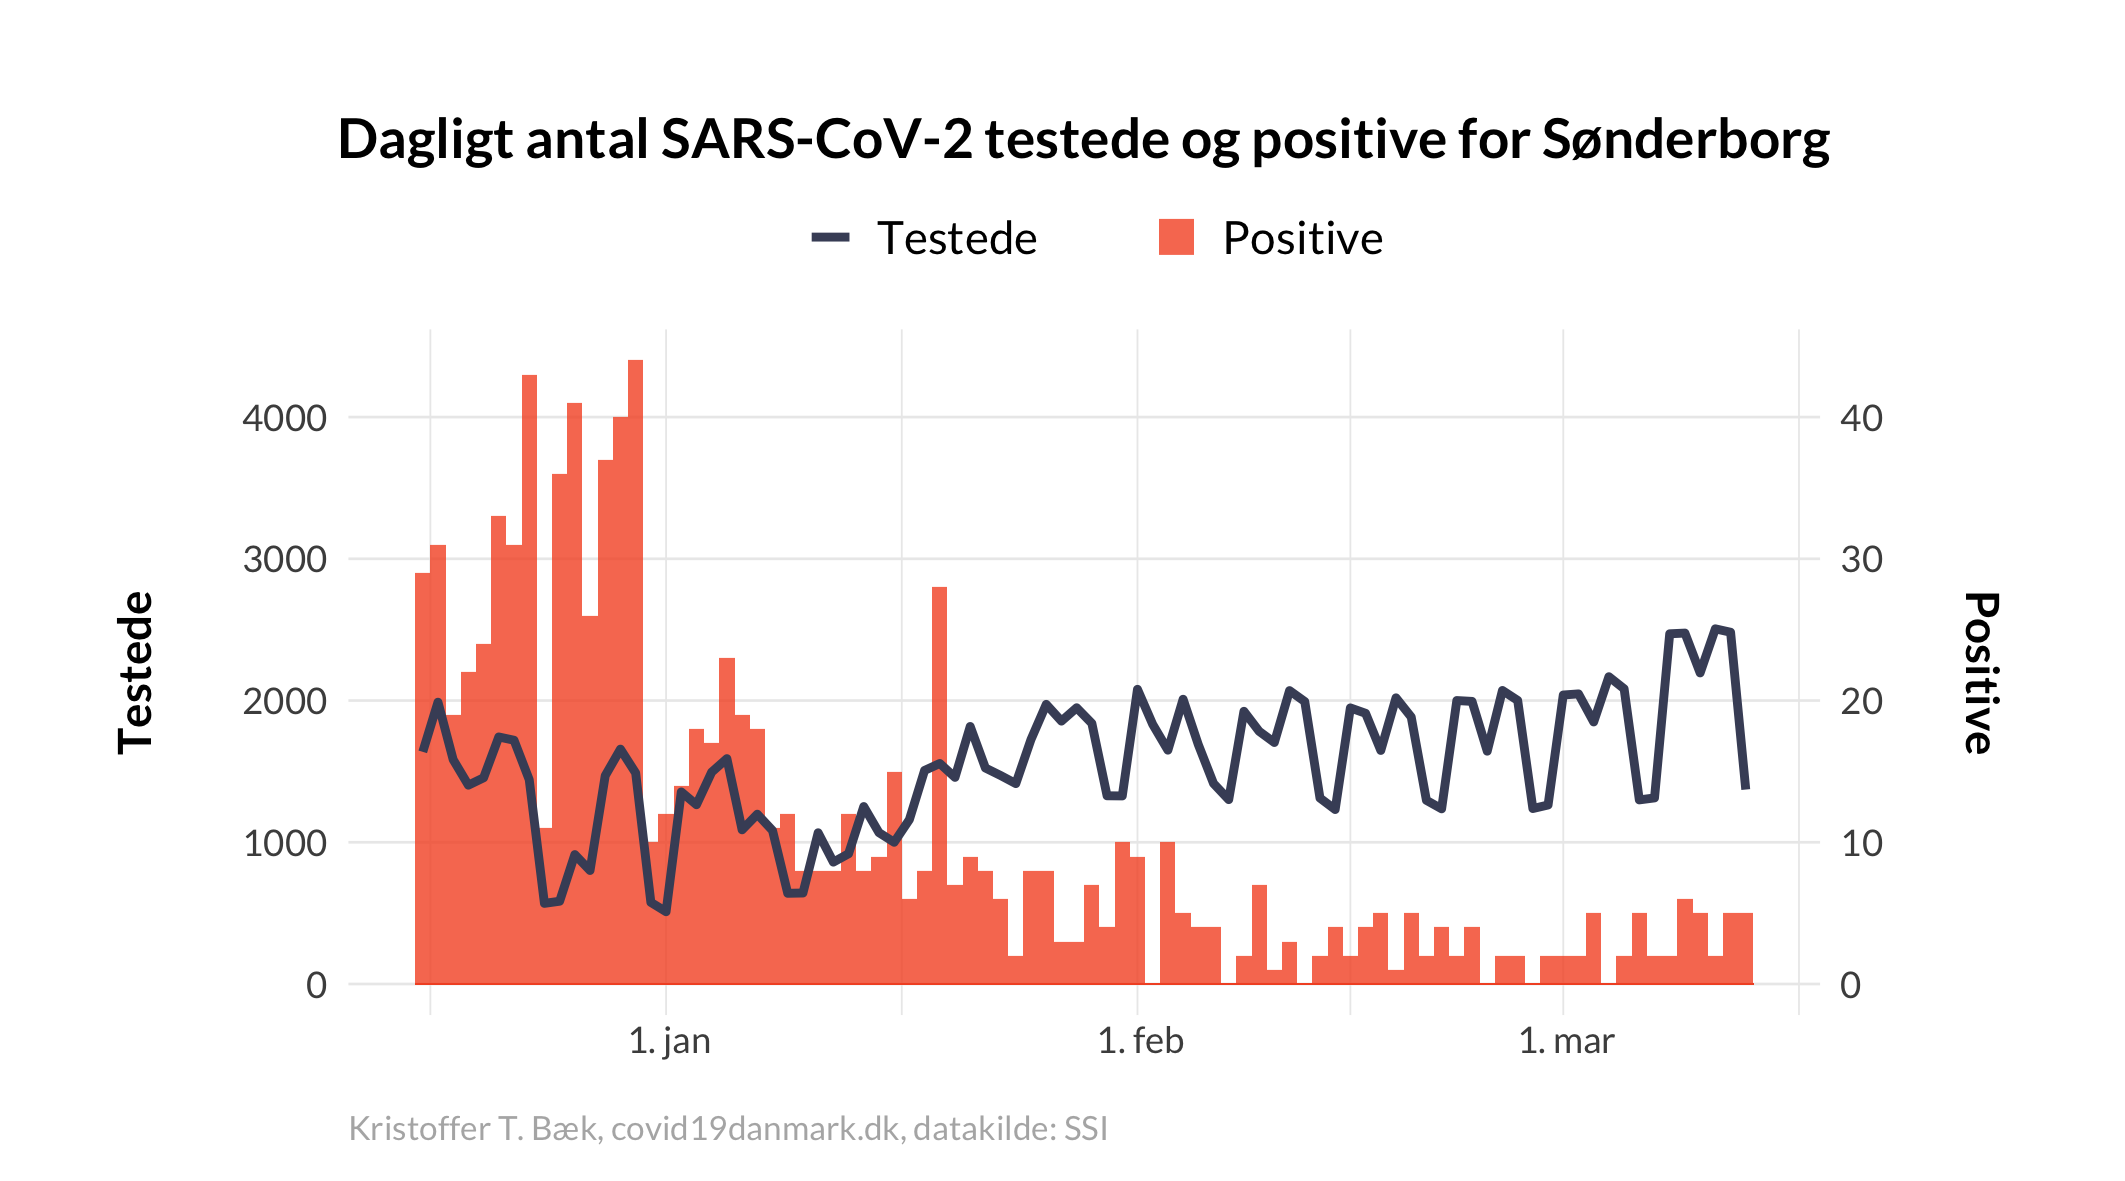 Dagligt antal SARS-CoV-2 testede og positive for Sønderborg
Testede Positive
4000 40
3000 30
2000 20
1000 10
0 0
Testede
Positive
1. jan 1. feb 1. mar
Kristoffer T. Bæk, covid19danmark.dk, datakilde: SSI